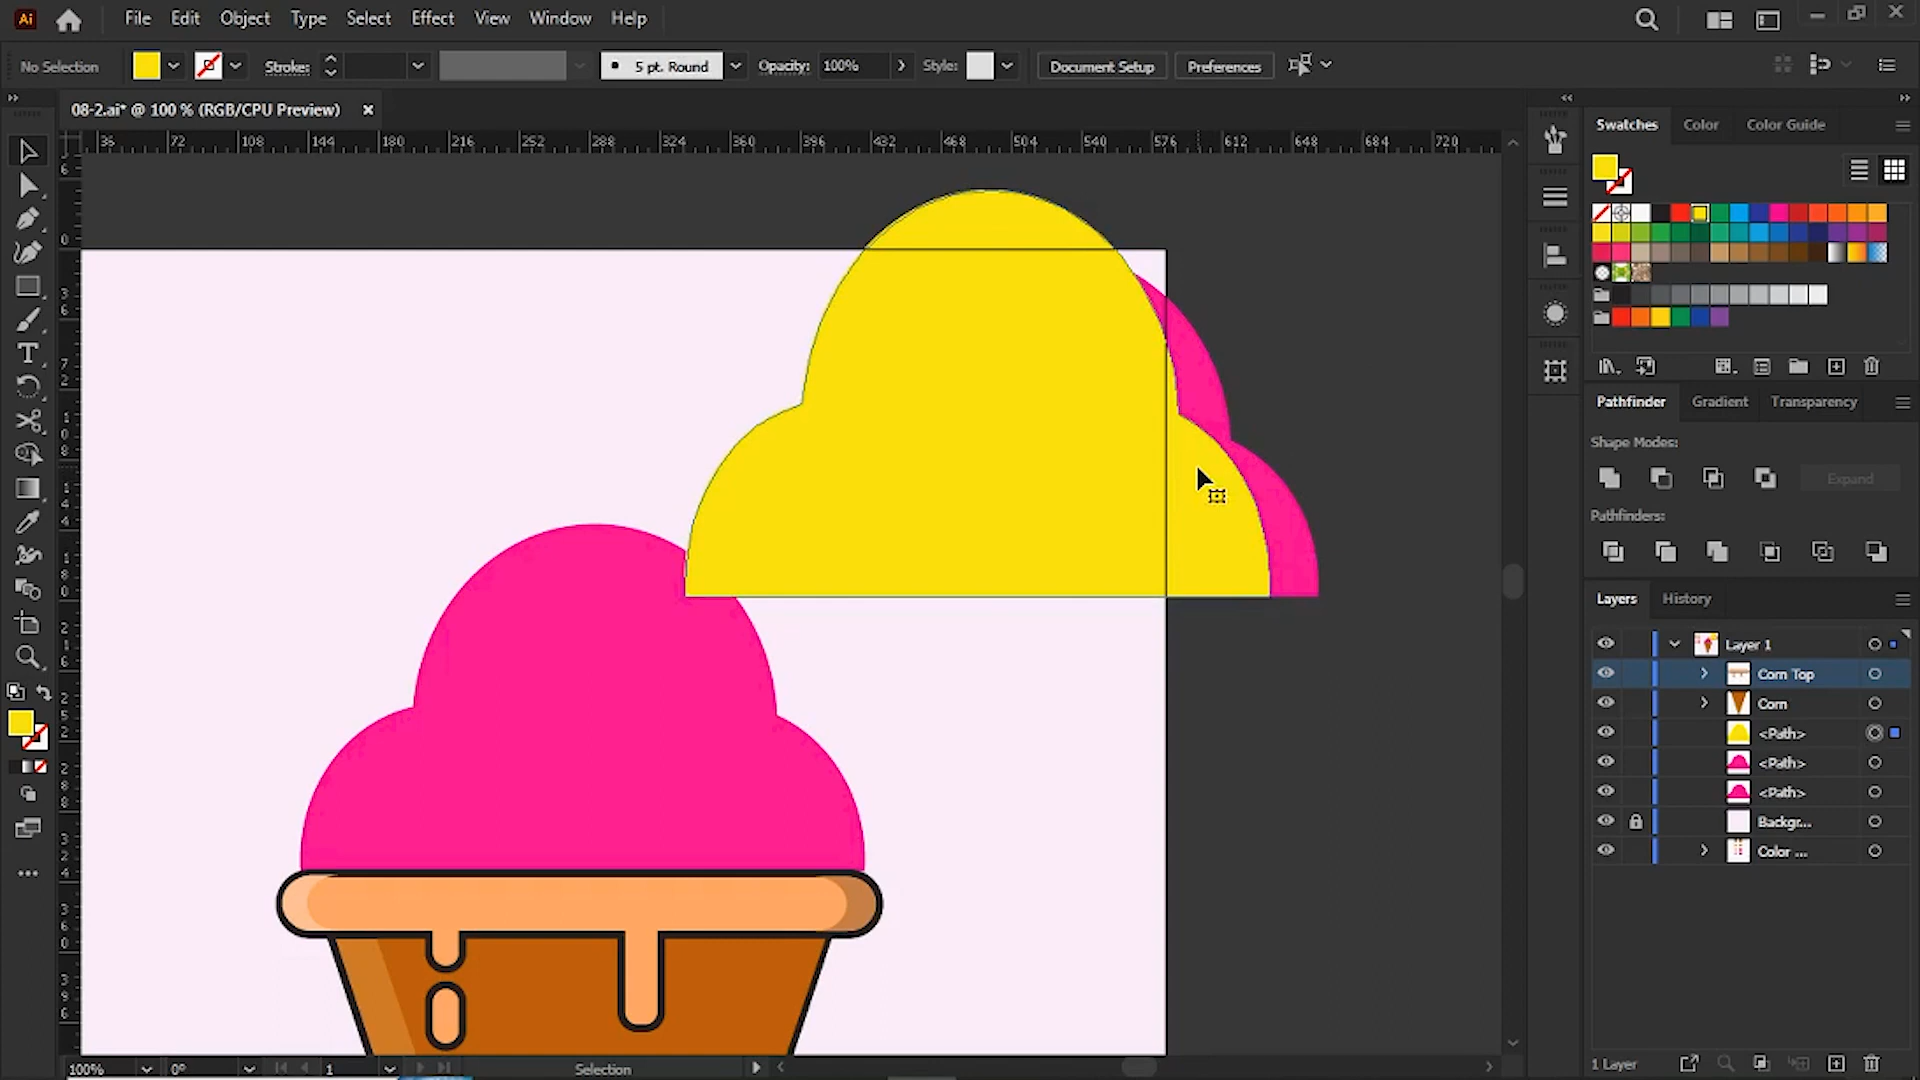 Ai File Edit Object Type Select Effect View Window Help
No Selection Stroke: 5 pt. Round Opacity: 100% Style: Document Setup Preferences
08-2.ai* @ 100 % (RGB/CPU Preview)
36 72 108 144 180 216 252 288 324 360 396 432 468 504 540 576 612 648 684 720
Swatches Color Color Guide
Pathfinder Gradient Transparency
Shape Modes:
Expand
Pathfinders:
Layers History
Layer 1
Corn Top
Corn
<Path>
<Path>
<Path>
Backgr...
Color ...
1 Layer
100% 0° 1 Selection